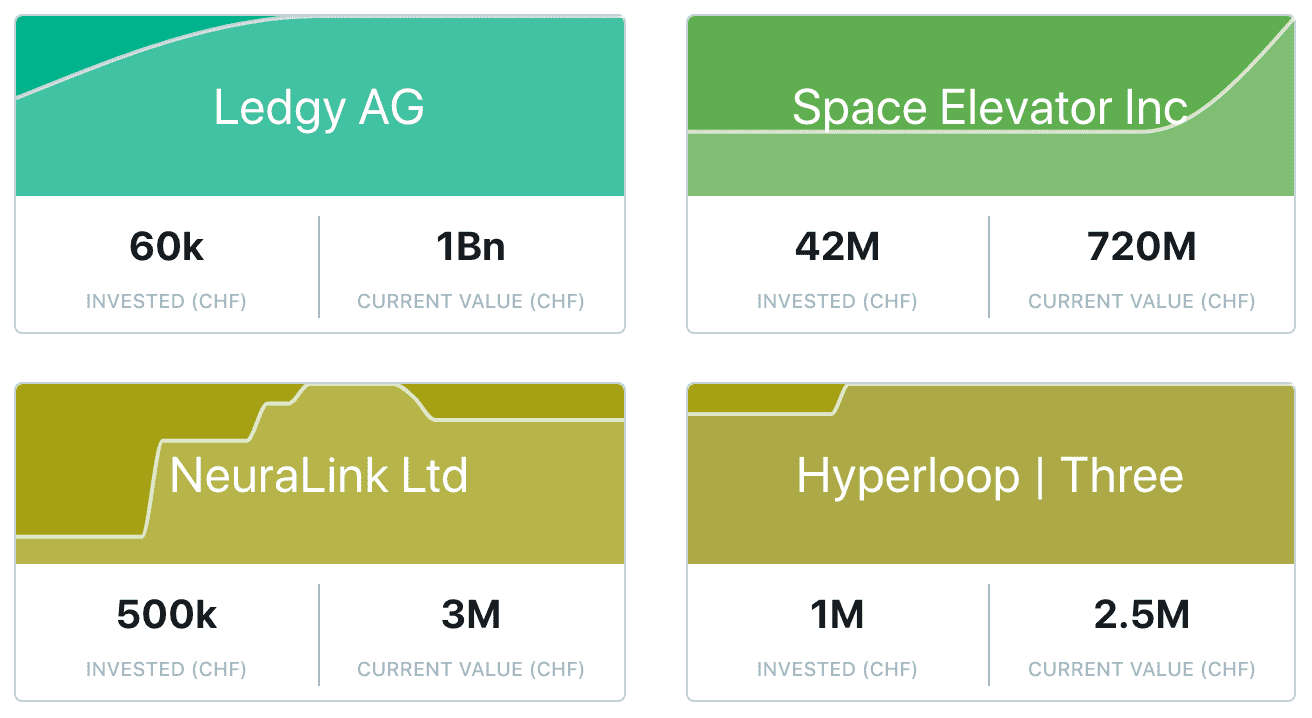 Ledgy AG
60k
INVESTED (CHF)
1Bn
CURRENT VALUE (CHF)
Space Elevator Inc
42M
INVESTED (CHF)
720M
CURRENT VALUE (CHF)
NeuraLink Ltd
500k
INVESTED (CHF)
3M
CURRENT VALUE (CHF)
Hyperloop | Three
1M
INVESTED (CHF)
2.5M
CURRENT VALUE (CHF)